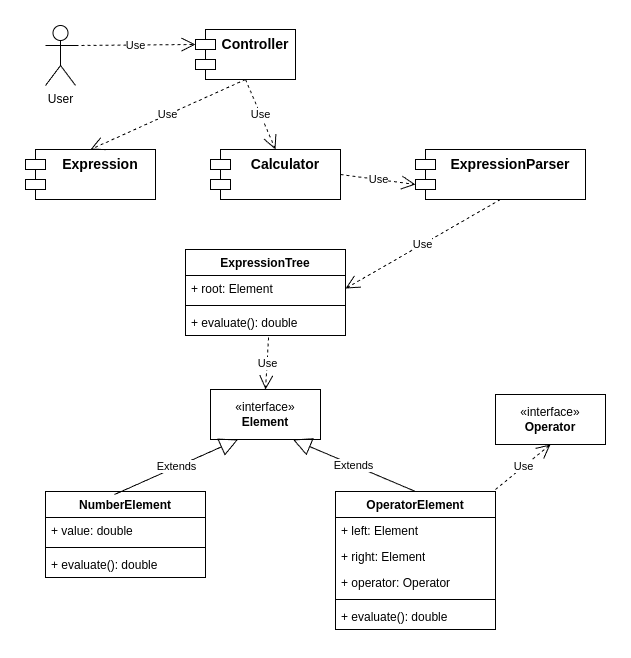 Controller
Use
User
Use
Use
Expression
Calculator
ExpressionParser
Use
Use
ExpressionTree
+ root: Element
+ evaluate(): double
Use
«interface»
Element
«interface»
Operator
Extends
Extends
Use
NumberElement
+ value: double
+ evaluate(): double
OperatorElement
+ left: Element
+ right: Element
+ operator: Operator
+ evaluate(): double